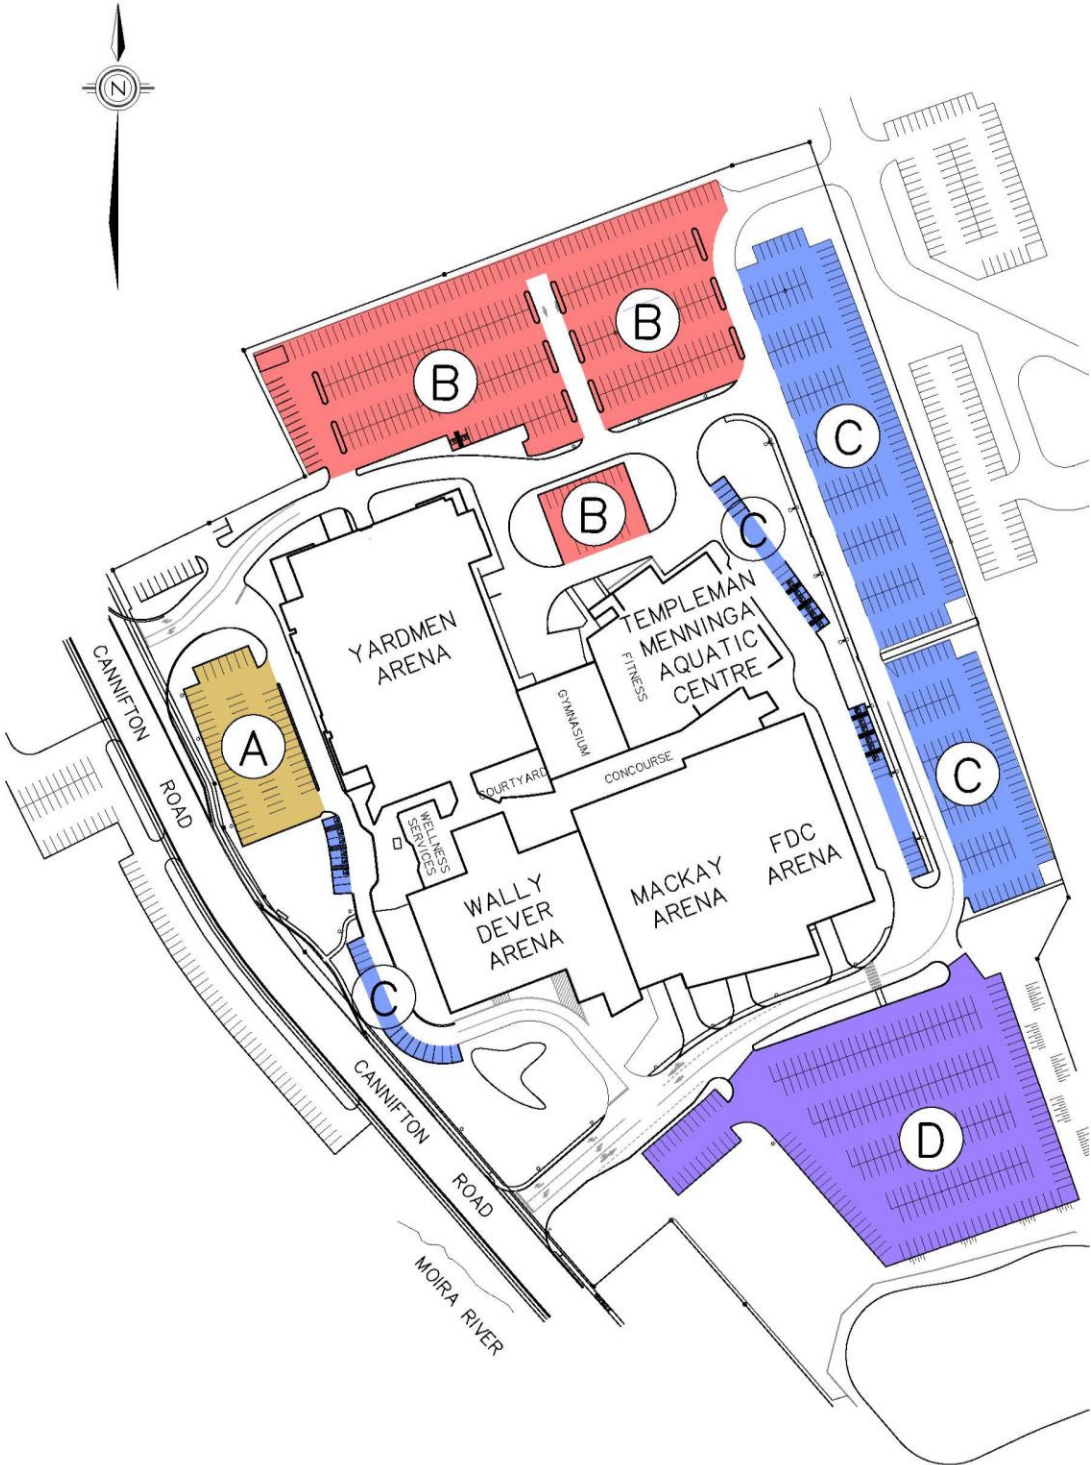 N
B
B
C
B
C
TEMPLEMAN
MENNINGA
AQUATIC
CENTRE
FITNESS
YARDMEN
ARENA
GYMNASIUM
CANNIFTON
ROAD
A
COURTYARD
CONCOURSE
C
WELLNESS
SERVICES
FDC
ARENA
MACKAY
ARENA
WALLY
DEVER
ARENA
C
CANNIFTON
ROAD
D
MOIRA RIVER